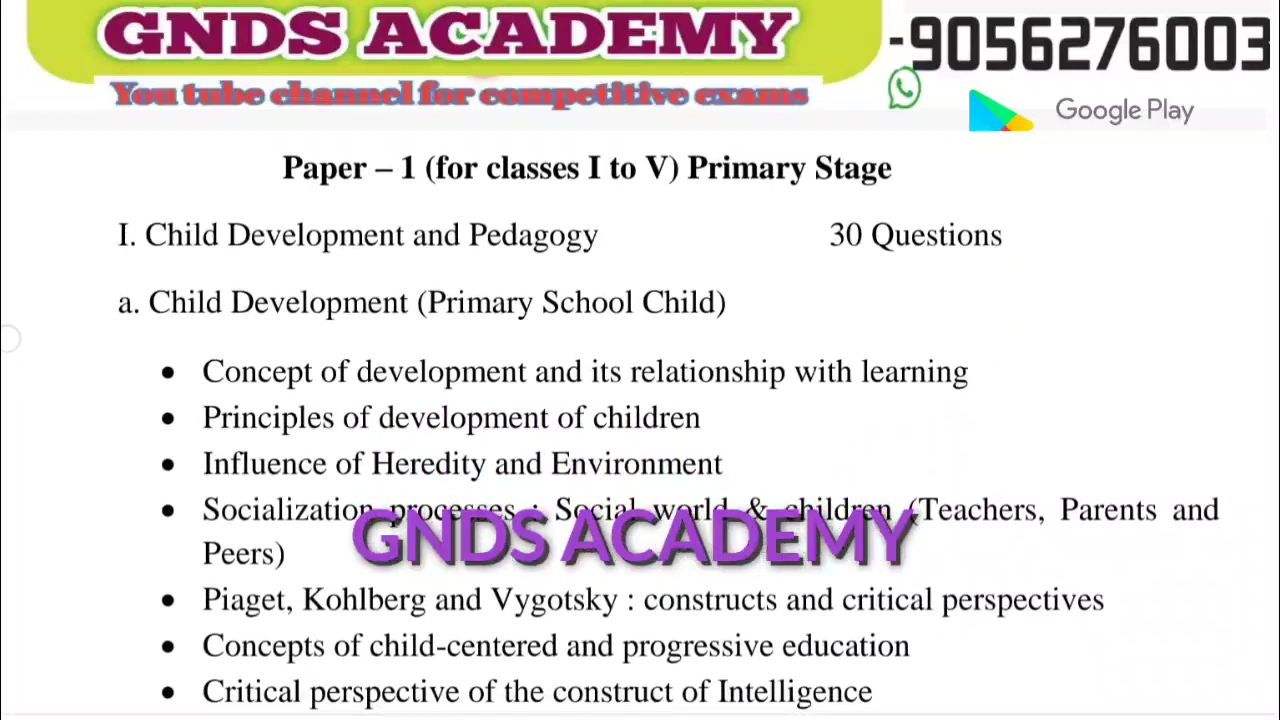 GNDS ACADEMY
-9056276003
You tube channel for competitive exams
Google Play
Paper – 1 (for classes I to V) Primary Stage
I. Child Development and Pedagogy 30 Questions
a. Child Development (Primary School Child)
• Concept of development and its relationship with learning
• Principles of development of children
• Influence of Heredity and Environment
• Socialization processes : Social world & children (Teachers, Parents and
Peers)
GNDS ACADEMY
• Piaget, Kohlberg and Vygotsky : constructs and critical perspectives
• Concepts of child-centered and progressive education
• Critical perspective of the construct of Intelligence